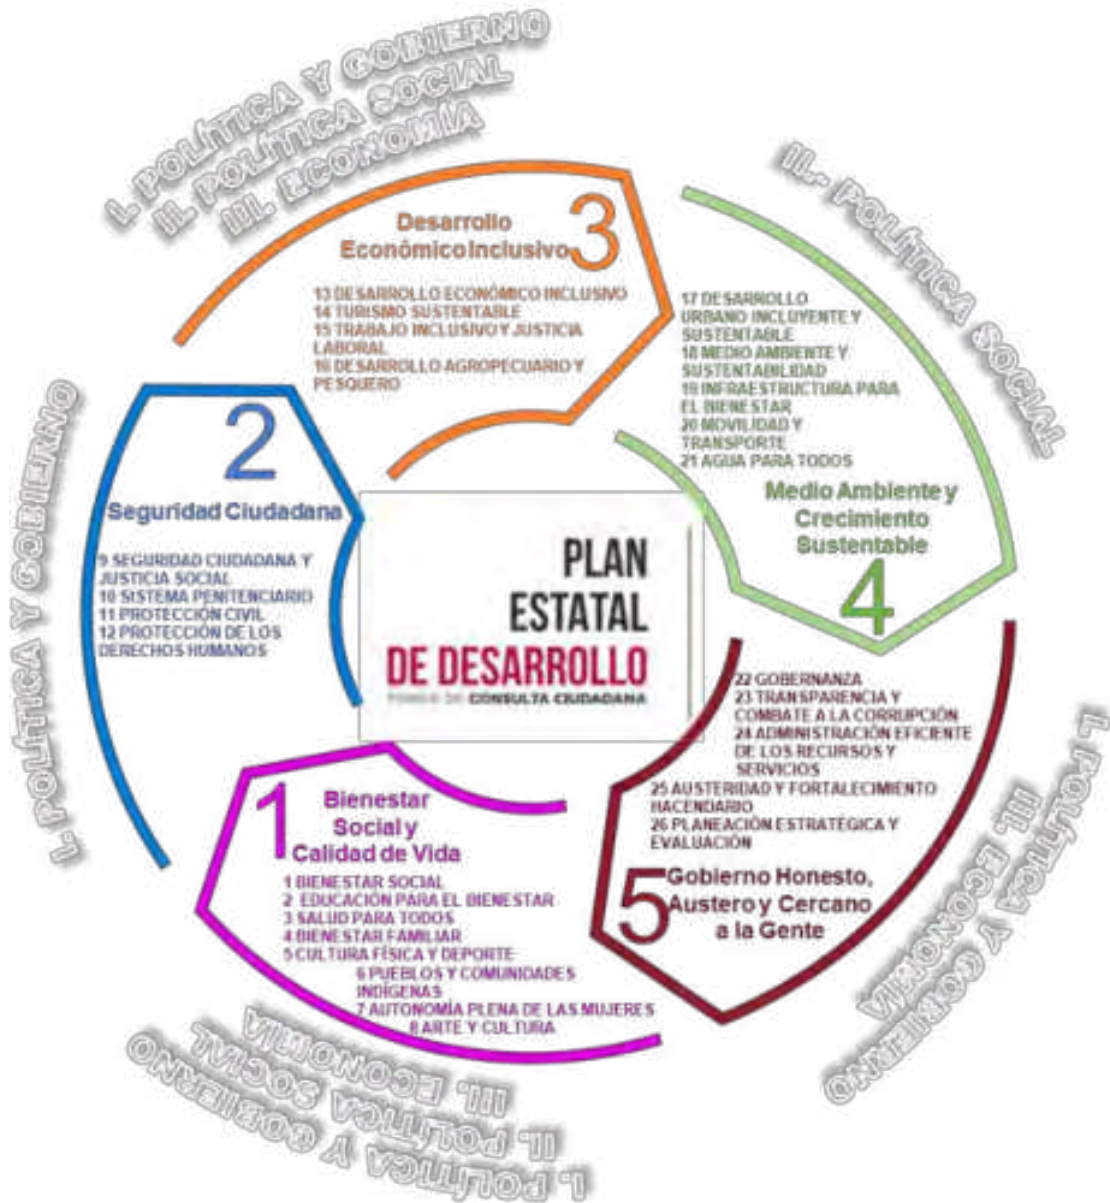 I. POLÍTICA Y GOBIERNO
II. POLÍTICA SOCIAL
III. ECONOMÍA
3
Desarrollo
Económico Inclusivo
13 DESARROLLO ECONÓMICO INCLUSIVO
14 TURISMO SUSTENTABLE
15 TRABAJO INCLUSIVO Y JUSTICIA
LABORAL
16 DESARROLLO AGROPECUARIO Y
PESQUERO
II.- POLÍTICA SOCIAL
17 DESARROLLO
URBANO INCLUYENTE Y
SUSTENTABLE
18 MEDIO AMBIENTE Y
SUSTENTABILIDAD
19 INFRAESTRUCTURA PARA
EL BIENESTAR
20 MOVILIDAD Y
TRANSPORTE
21 AGUA PARA TODOS
Medio Ambiente y
Crecimiento
Sustentable
4
I. POLÍTICA Y GOBIERNO
2
Seguridad Ciudadana
9 SEGURIDAD CIUDADANA Y
JUSTICIA SOCIAL
10 SISTEMA PENITENCIARIO
11 PROTECCIÓN CIVIL
12 PROTECCIÓN DE LOS
DERECHOS HUMANOS
PLAN
ESTATAL
DE DESARROLLO
CONSULTA CIUDADANA
22 GOBERNANZA
23 TRANSPARENCIA Y
COMBATE A LA CORRUPCIÓN
24 ADMINISTRACIÓN EFICIENTE
DE LOS RECURSOS Y
SERVICIOS
25 AUSTERIDAD Y FORTALECIMIENTO
HACENDARIO
26 PLANEACIÓN ESTRATÉGICA Y
EVALUACIÓN
5
Gobierno Honesto,
Austero y Cercano
a la Gente
I. POLÍTICA Y GOBIERNO
III. ECONOMÍA
1
Bienestar
Social y
Calidad de Vida
1 BIENESTAR SOCIAL
2 EDUCACIÓN PARA EL BIENESTAR
3 SALUD PARA TODOS
4 BIENESTAR FAMILIAR
5 CULTURA FÍSICA Y DEPORTE
6 PUEBLOS Y COMUNIDADES
INDÍGENAS
7 AUTONOMÍA PLENA DE LAS MUJERES
8 ARTE Y CULTURA
I. POLÍTICA Y GOBIERNO
II. POLÍTICA SOCIAL
III. ECONOMÍA